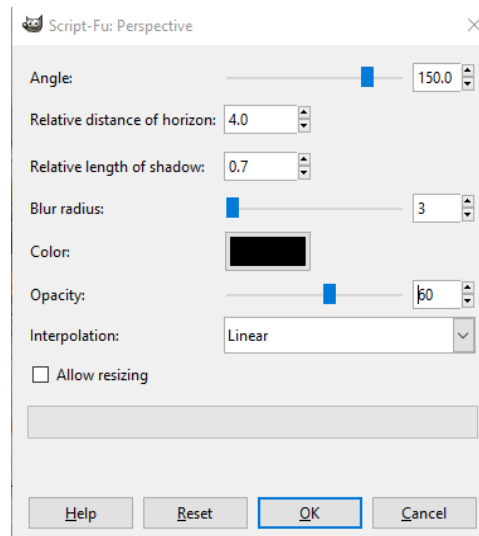 Script-Fu: Perspective
Angle: 150.0
Relative distance of horizon: 4.0
Relative length of shadow: 0.7
Blur radius: 3
Color:
Opacity: 60
Interpolation: Linear
Allow resizing
Help Reset OK Cancel